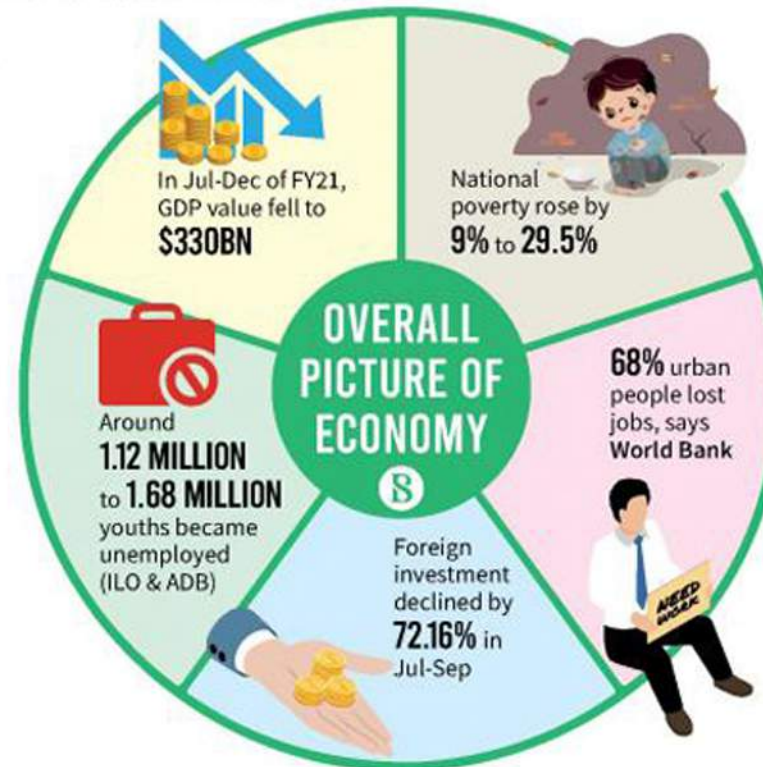 OVERALL
PICTURE OF
ECONOMY
In Jul-Dec of FY21,
GDP value fell to
$330BN
National
poverty rose by
9% to 29.5%
68% urban
people lost
jobs, says
World Bank
NEED
WORK
Foreign
investment
declined by
72.16% in
Jul-Sep
Around
1.12 MILLION
to 1.68 MILLION
youths became
unemployed
(ILO & ADB)